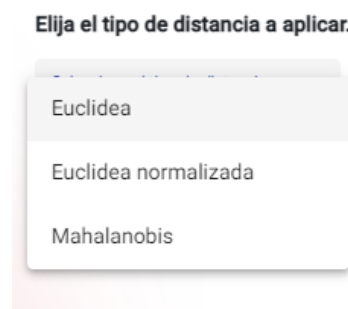 Elija el tipo de distancia a aplicar.
Euclidea
Euclidea normalizada
Mahalanobis